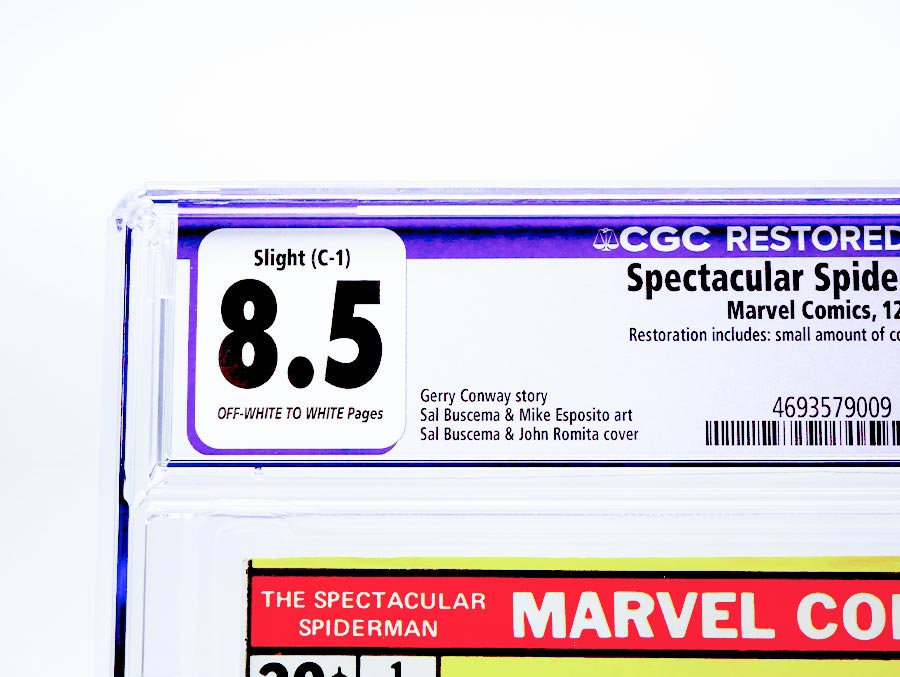 CGC RESTORED
Slight (C-1)
8.5
OFF-WHITE TO WHITE Pages
Spectacular Spide
Marvel Comics, 12
Restoration includes: small amount of co
Gerry Conway story
Sal Buscema & Mike Esposito art
Sal Buscema & John Romita cover
4693579009
THE SPECTACULAR
SPIDERMAN
MARVEL CO
1